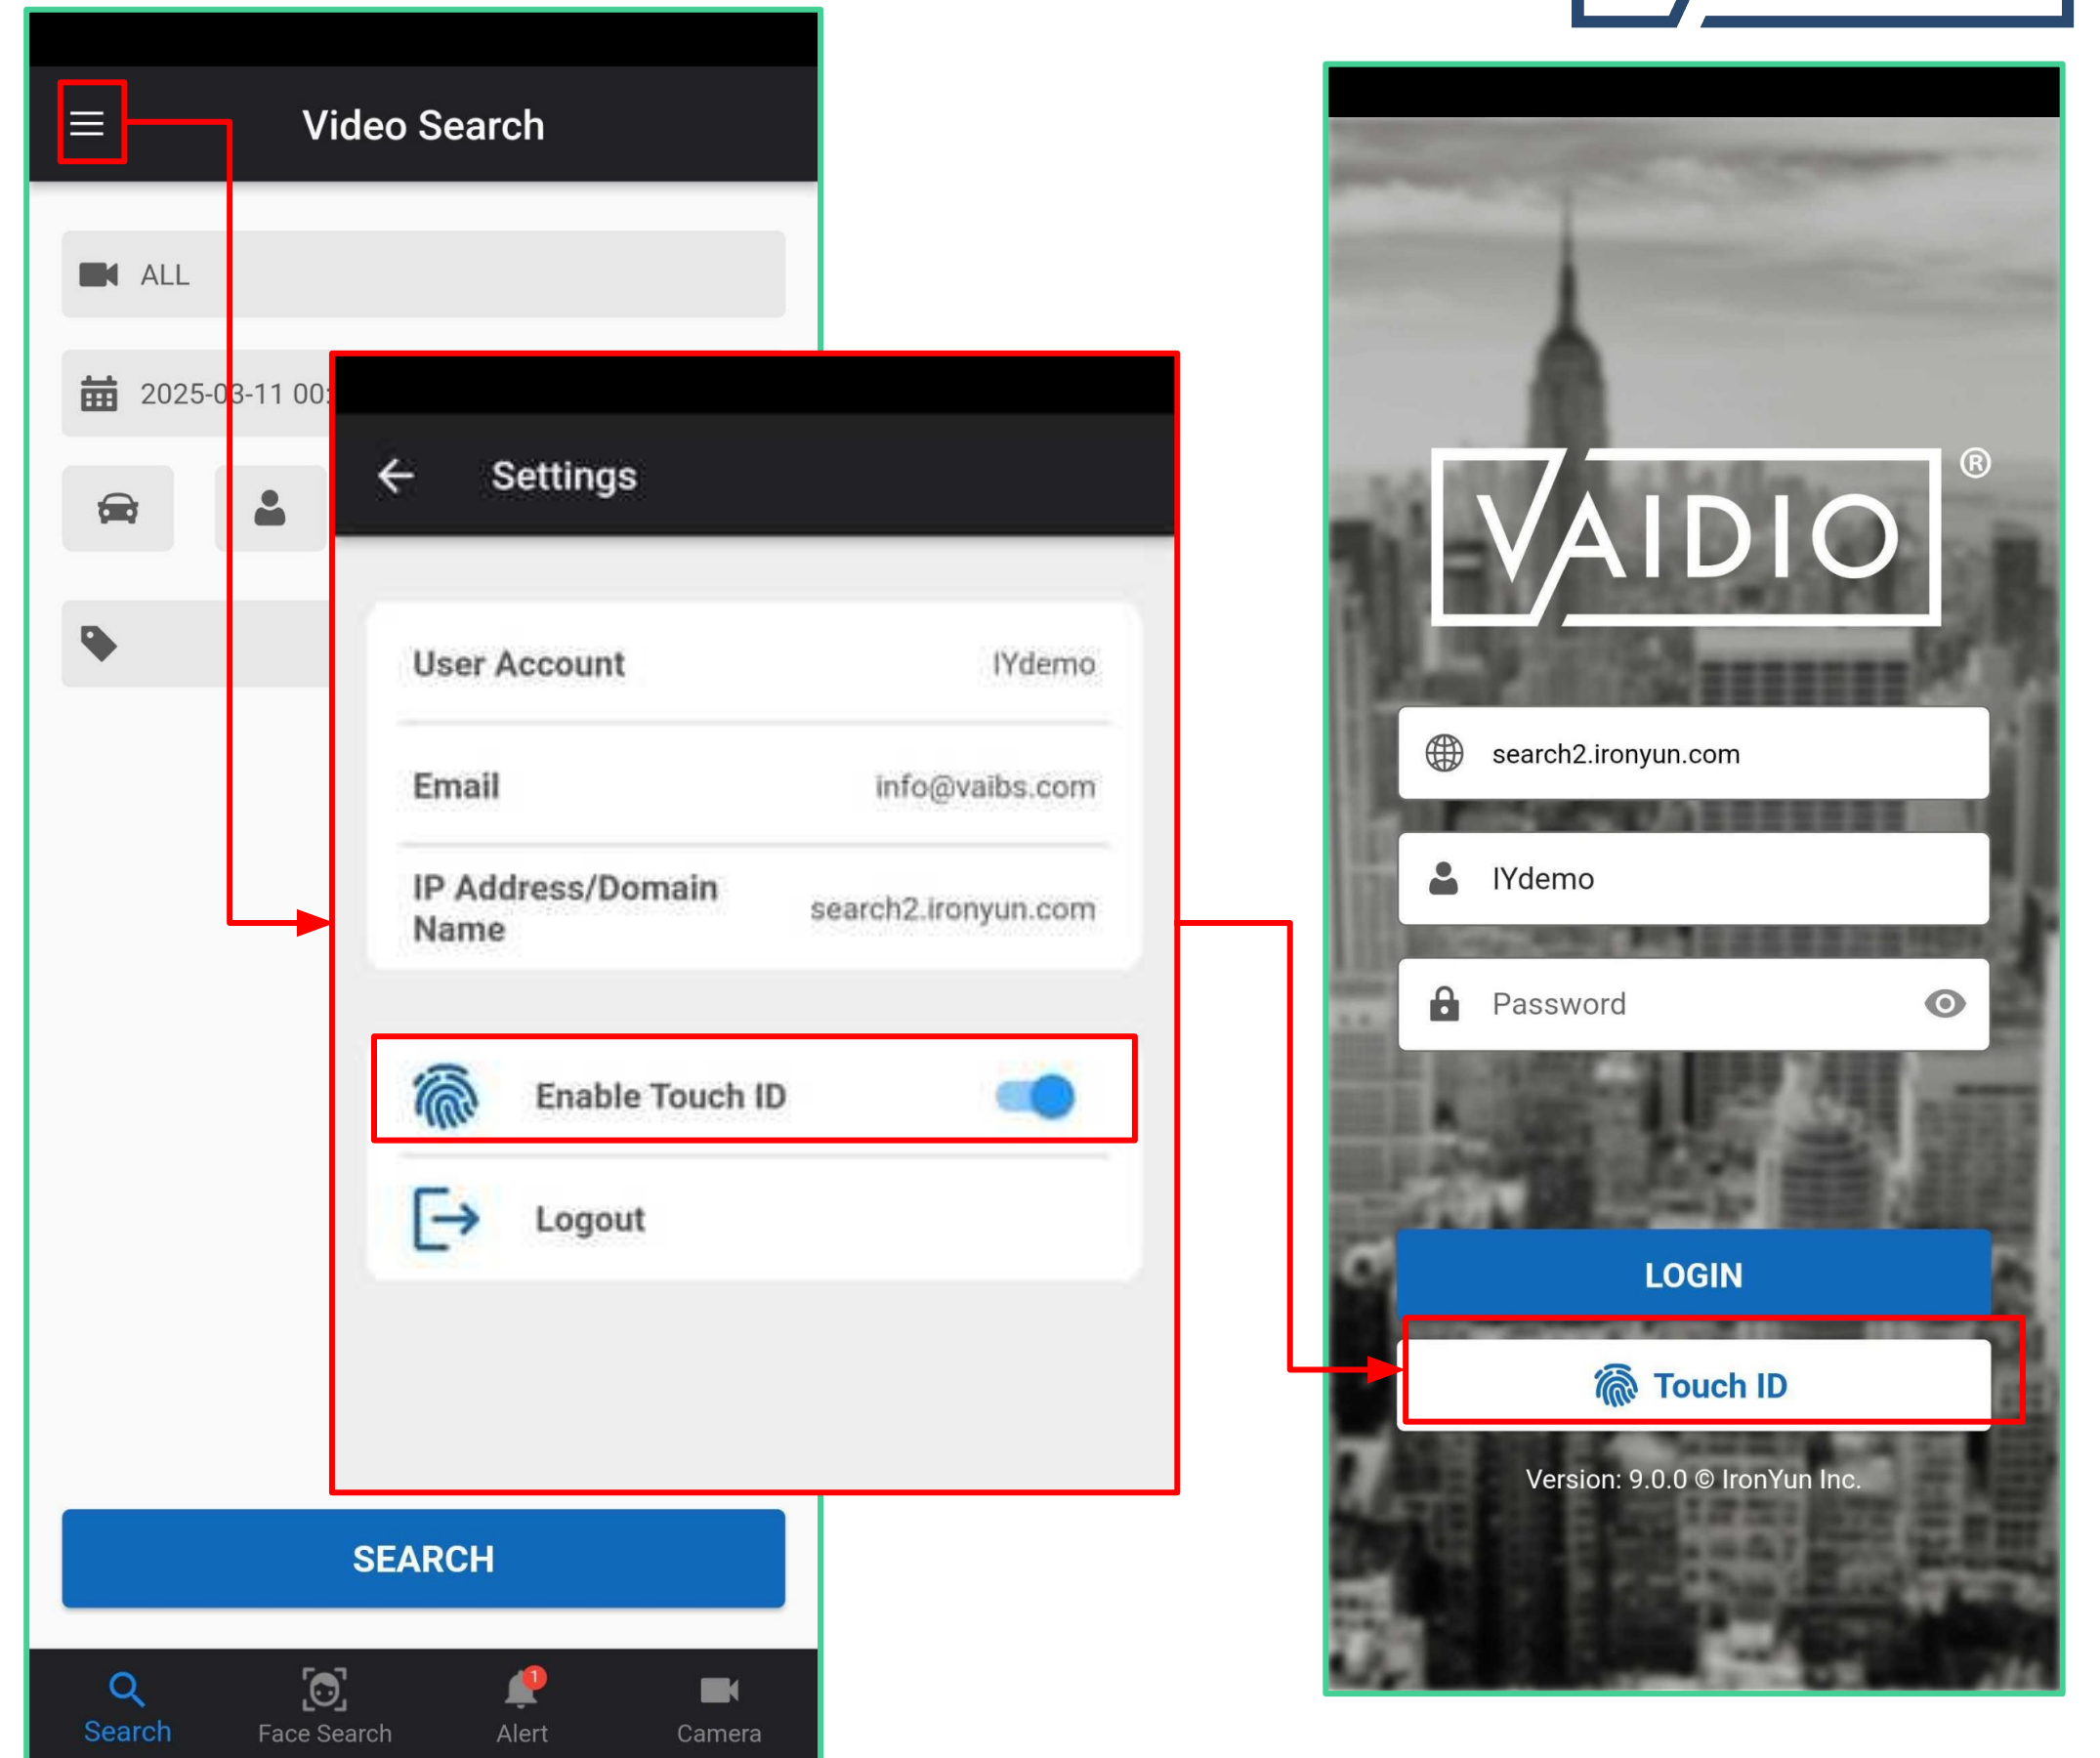 Video Search
ALL
2025-03-11 00:
Search
Face Search
1
Alert
Camera
SEARCH
Settings
User Account
IYdemo
Email
info@vaibs.com
IP Address/Domain
Name
search2.ironyun.com
Enable Touch ID
Logout
VAIDIO®
search2.ironyun.com
IYdemo
Password
LOGIN
Touch ID
Version: 9.0.0 © IronYun Inc.